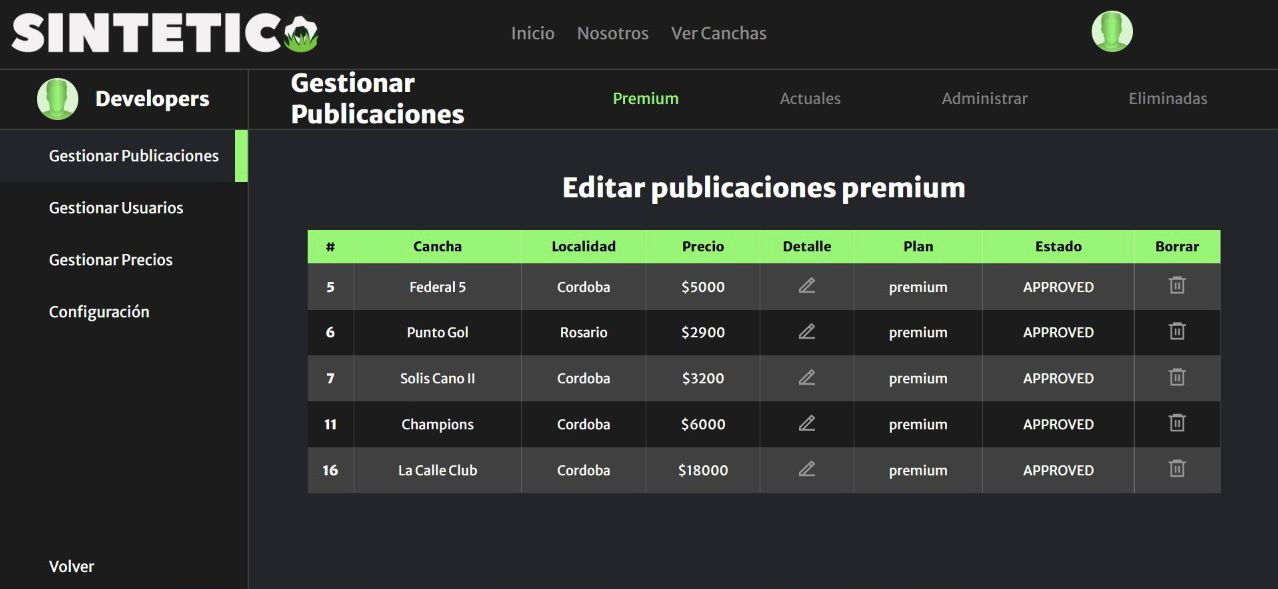 SINTETICO
Inicio Nosotros Ver Canchas
Developers
Gestionar
Publicaciones
Premium Actuales Administrar Eliminadas
Gestionar Publicaciones
Gestionar Usuarios
Gestionar Precios
Configuración
Volver
Editar publicaciones premium
# Cancha Localidad Precio Detalle Plan Estado Borrar
5 Federal 5 Cordoba $5000 premium APPROVED
6 Punto Gol Rosario $2900 premium APPROVED
7 Solis Cano II Cordoba $3200 premium APPROVED
11 Champions Cordoba $6000 premium APPROVED
16 La Calle Club Cordoba $18000 premium APPROVED